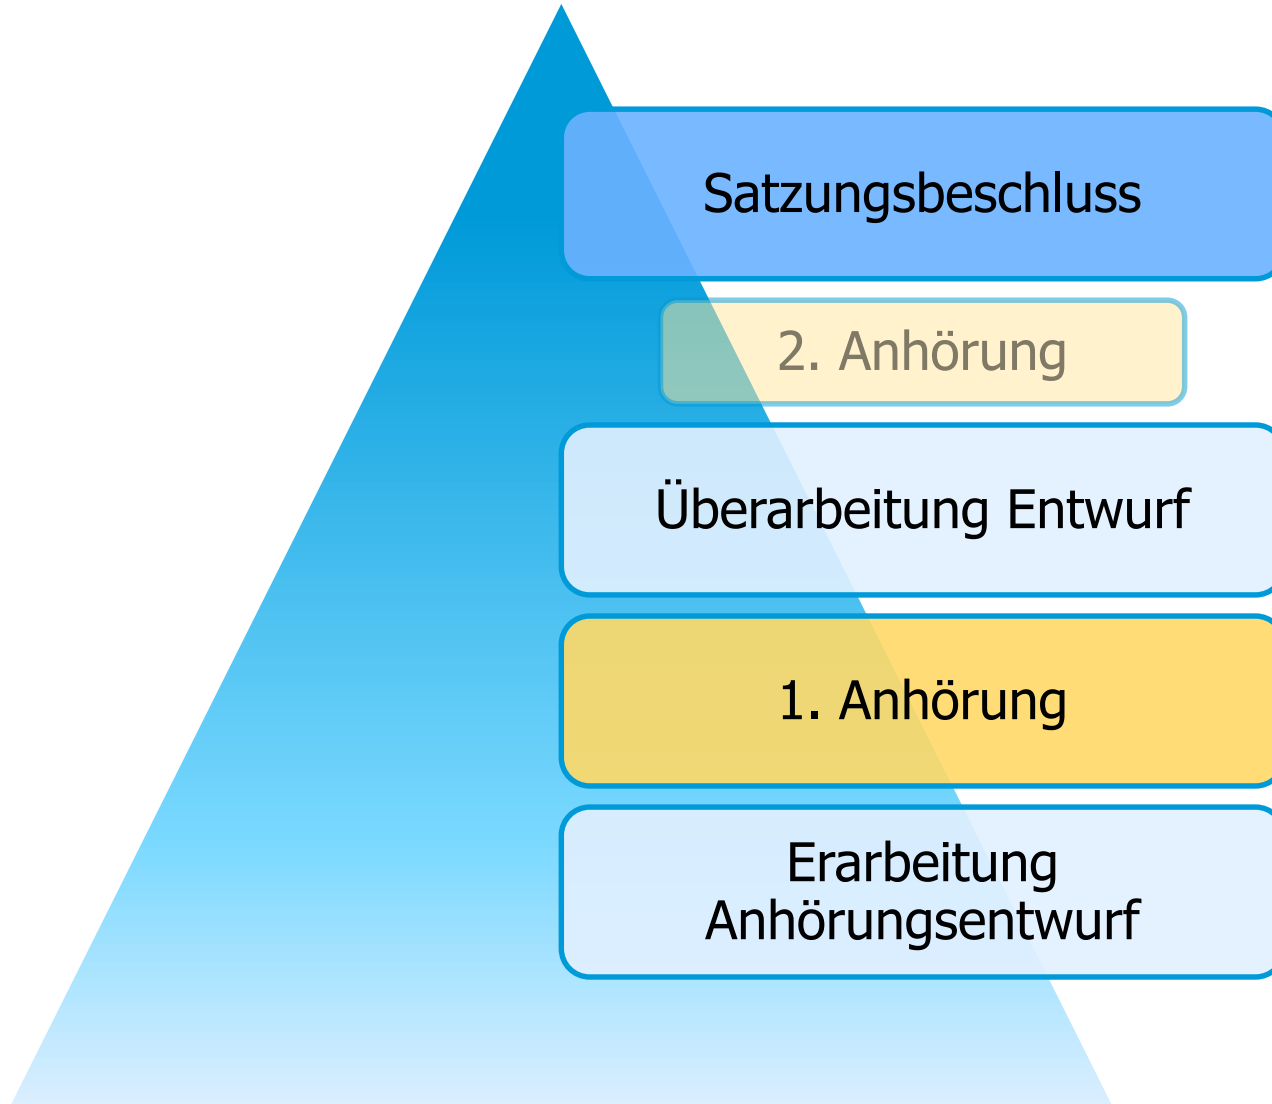 Satzungsbeschluss
2. Anhörung
Überarbeitung Entwurf
1. Anhörung
Erarbeitung
Anhörungsentwurf